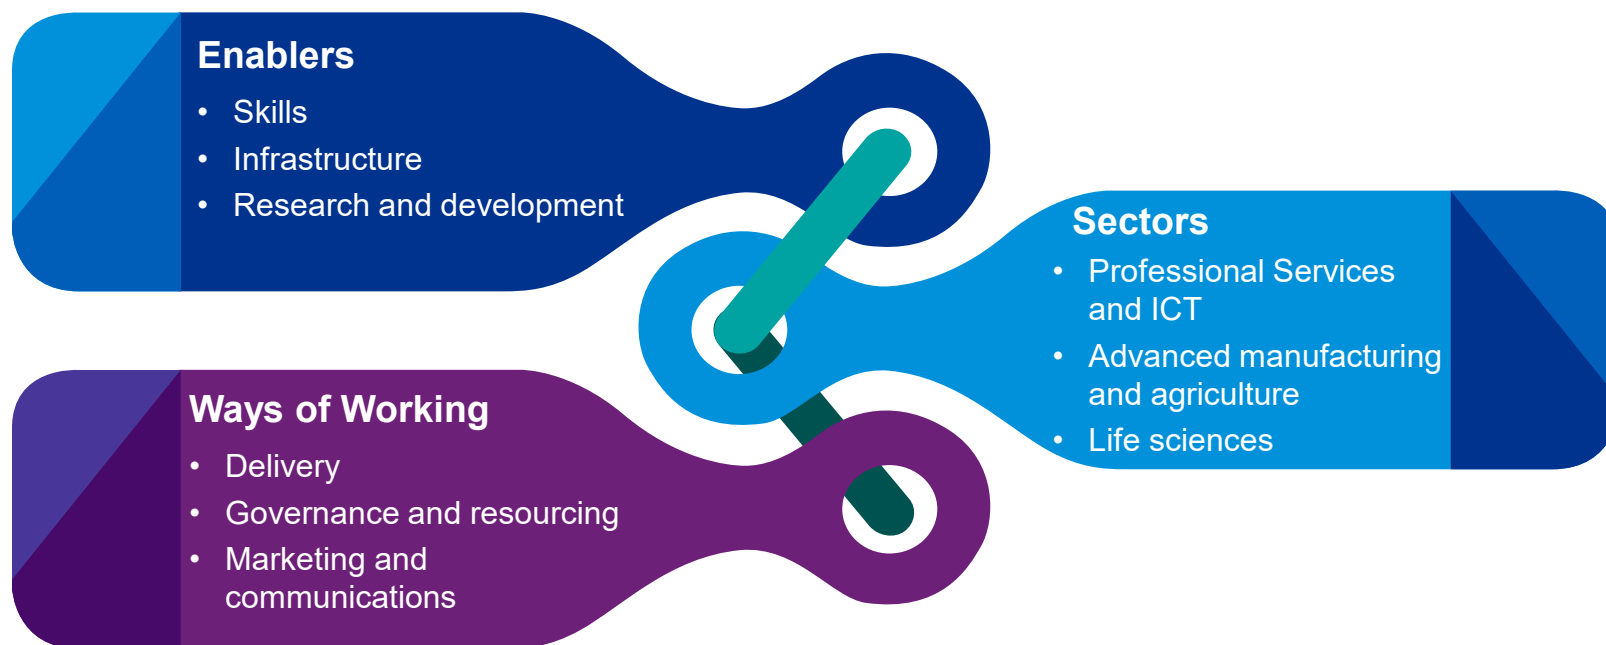 Enablers
• Skills
• Infrastructure
• Research and development
Sectors
• Professional Services
and ICT
• Advanced manufacturing
and agriculture
• Life sciences
Ways of Working
• Delivery
• Governance and resourcing
• Marketing and
communications